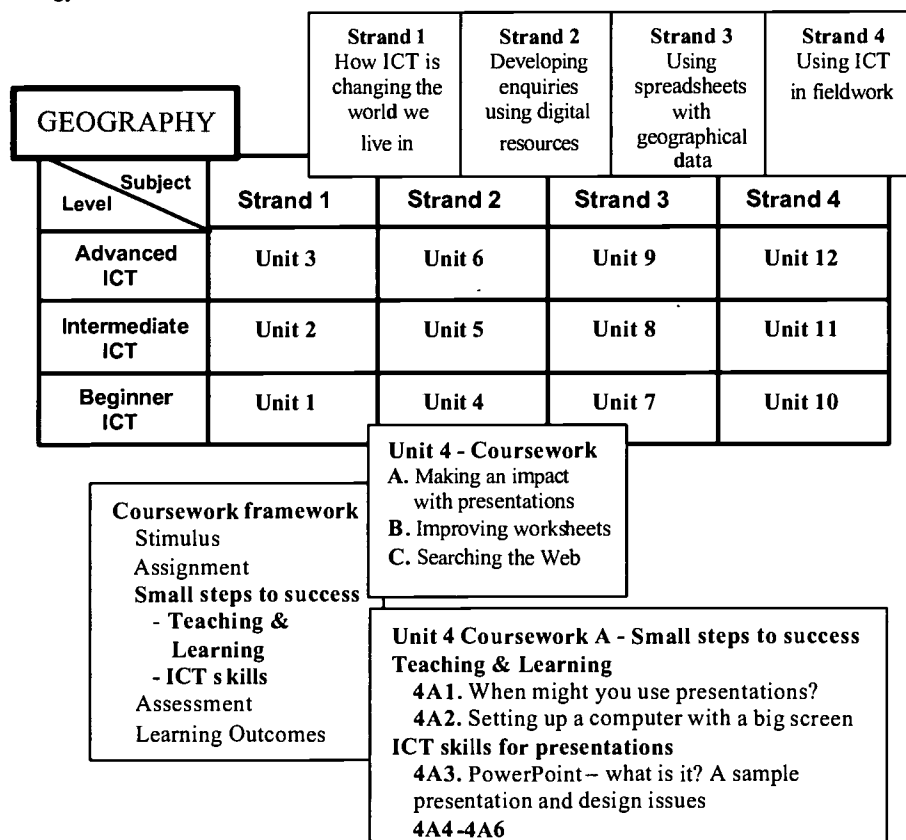 Strand 1
How ICT is
changing the
world we
live in
Strand 2
Developing
enquiries
using digital
resources
Strand 3
Using
spreadsheets
with
geographical
data
Strand 4
Using ICT
in fieldwork
GEOGRAPHY
Subject
Level
Strand 1 Strand 2 Strand 3 Strand 4
Advanced
ICT
Unit 3 Unit 6 Unit 9 Unit 12
Intermediate
ICT
Unit 2 Unit 5 Unit 8 Unit 11
Beginner
ICT
Unit 1 Unit 4 Unit 7 Unit 10
Unit 4 - Coursework
A. Making an impact
with presentations
B. Improving worksheets
C. Searching the Web
Coursework framework
Stimulus
Assignment
Small steps to success
- Teaching &
Learning
- ICT skills
Assessment
Learning Outcomes
Unit 4 Coursework A - Small steps to success
Teaching & Learning
4A1. When might you use presentations?
4A2. Setting up a computer with a big screen
ICT skills for presentations
4A3. PowerPoint – what is it? A sample
presentation and design issues
4A4-4A6